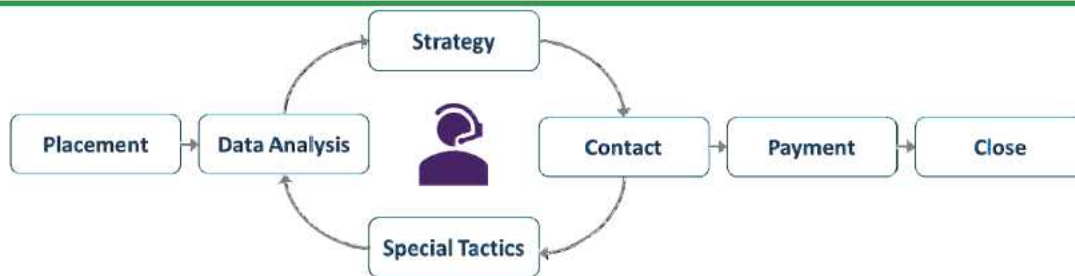 Strategy
Placement
Data Analysis
Contact
Payment
Close
Special Tactics